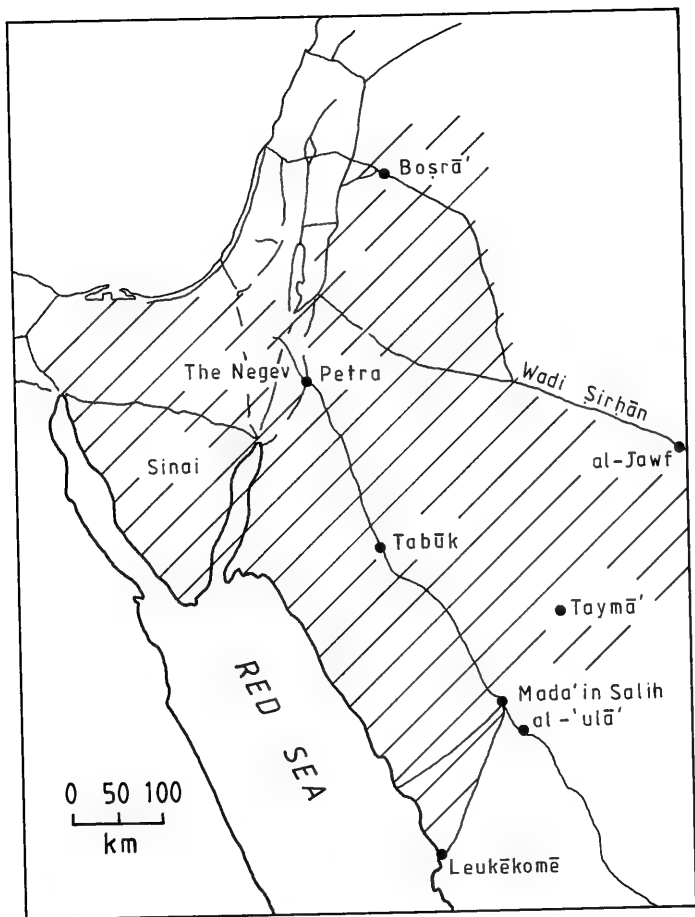 Boṣrā'
The Negev
Petra
Wadi Ṣirḥān
Sinai
al-Jawf
Tabūk
Taymā'
RED SEA
Mada'in Salih
al-'ulā'
0 50 100
km
Leukēkomē